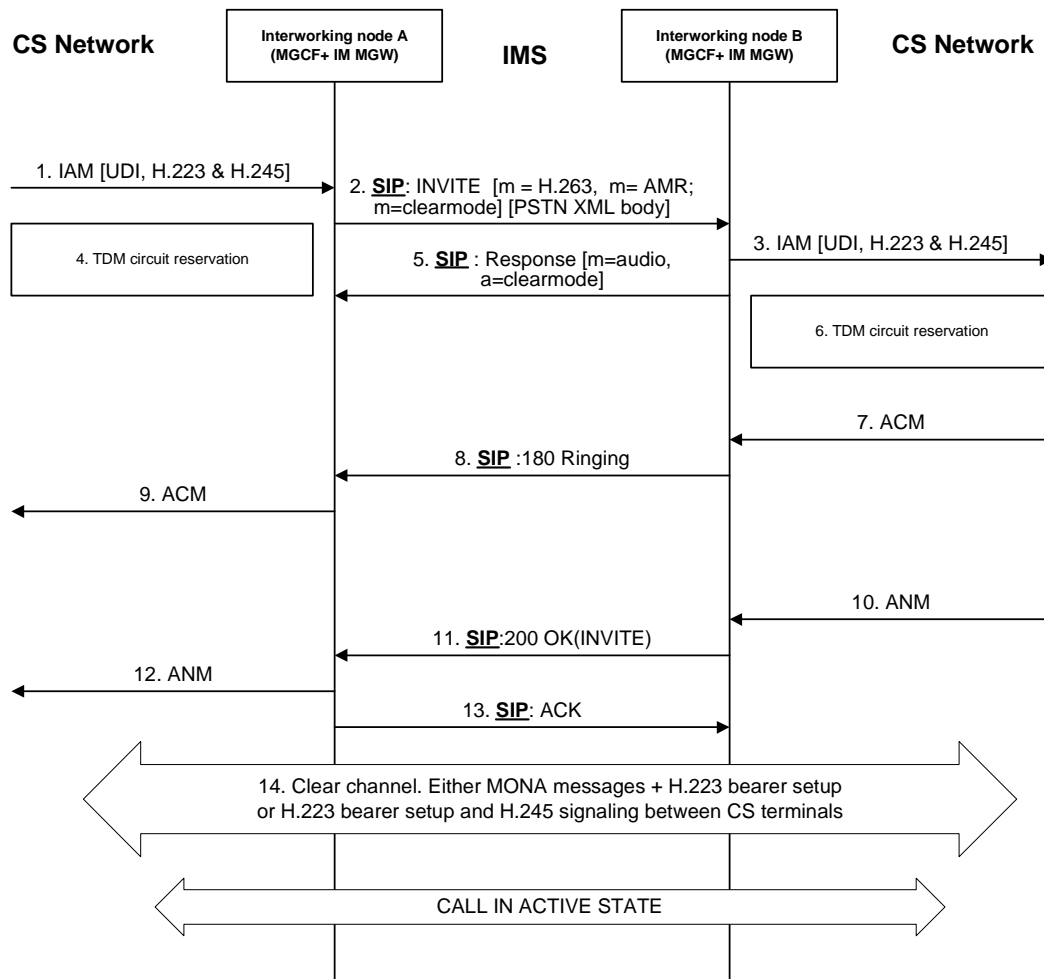 CS Network
Interworking node A
(MGCF+ IM MGW)
IMS
Interworking node B
(MGCF+ IM MGW)
CS Network
1. IAM [UDI, H.223 & H.245]
2. SIP: INVITE [m = H.263, m= AMR;
m=clearmode] [PSTN XML body]
3. IAM [UDI, H.223 & H.245]
4. TDM circuit reservation
5. SIP : Response [m=audio,
a=clearmode]
6. TDM circuit reservation
7. ACM
8. SIP :180 Ringing
9. ACM
10. ANM
11. SIP:200 OK(INVITE)
12. ANM
13. SIP: ACK
14. Clear channel. Either MONA messages + H.223 bearer setup
or H.223 bearer setup and H.245 signaling between CS terminals
CALL IN ACTIVE STATE